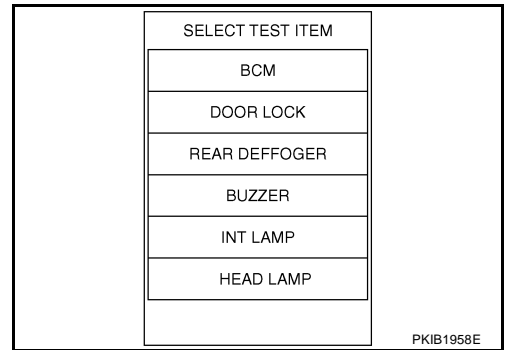 SELECT TEST ITEM
BCM
DOOR LOCK
REAR DEFFOGER
BUZZER
INT LAMP
HEAD LAMP
PKIB1958E